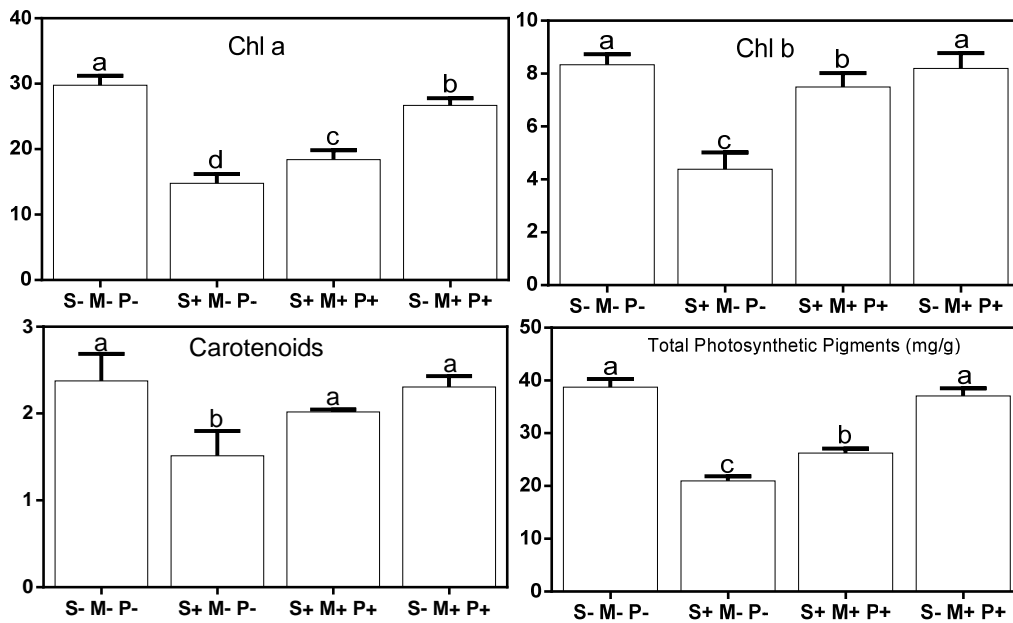 Chl a
40
30
20
10
0
a
d
c
b
S- M- P- S+ M- P- S+ M+ P+ S- M+ P+
Chl b
10
8
6
4
2
0
a
c
b
a
S- M- P- S+ M- P- S+ M+ P+ S- M+ P+
Carotenoids
3
2
1
0
a
b
a
a
S- M- P- S+ M- P- S+ M+ P+ S- M+ P+
Total Photosynthetic Pigments (mg/g)
50
40
30
20
10
0
a
c
b
a
S- M- P- S+ M- P- S+ M+ P+ S- M+ P+